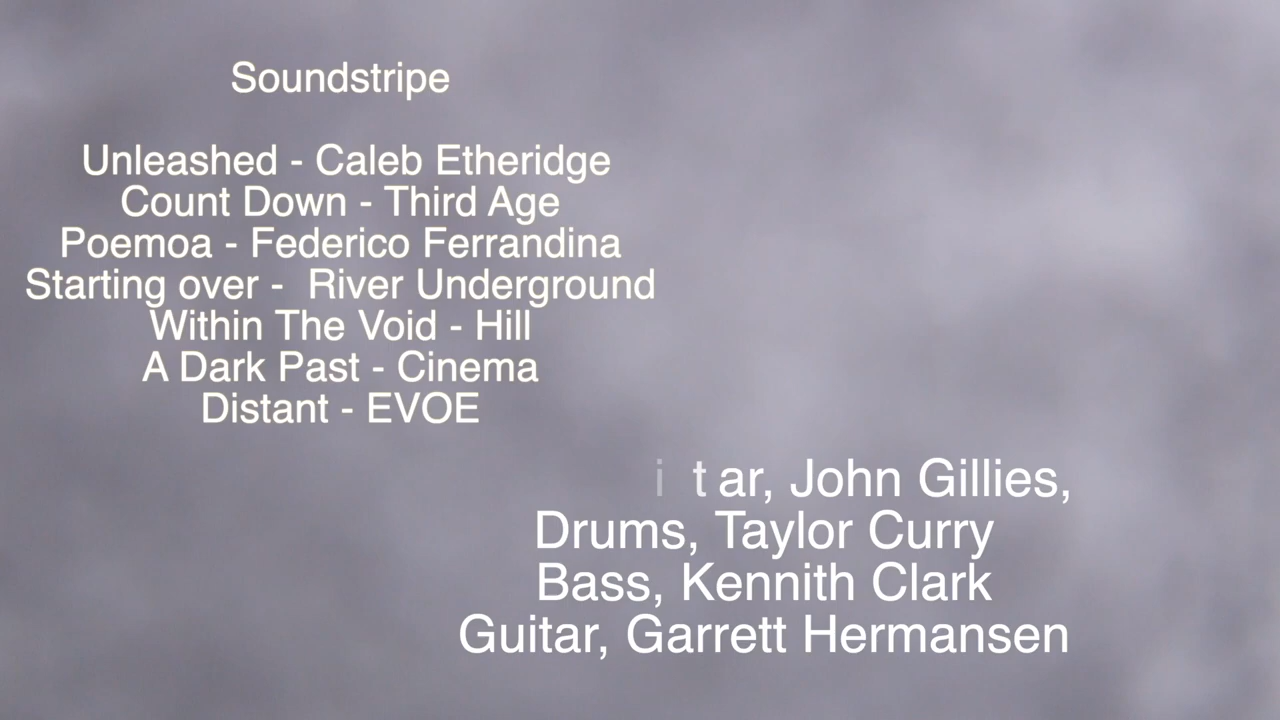 Soundstripe
Unleashed - Caleb Etheridge
Count Down - Third Age
Poemoa - Federico Ferrandina
Starting over -  River Underground
Within The Void - Hill
A Dark Past - Cinema
Distant - EVOE
i t ar, John Gillies,
Drums, Taylor Curry
Bass, Kennith Clark
Guitar, Garrett Hermansen